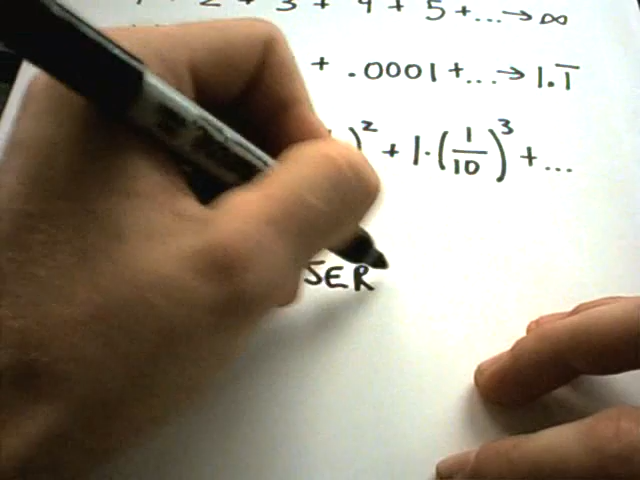 + 2 + 3 + 4 + 5 +...→ ∞
+ .0001 +...→ 1.1̅
)² + 1·(1/10)³ + ...
SER